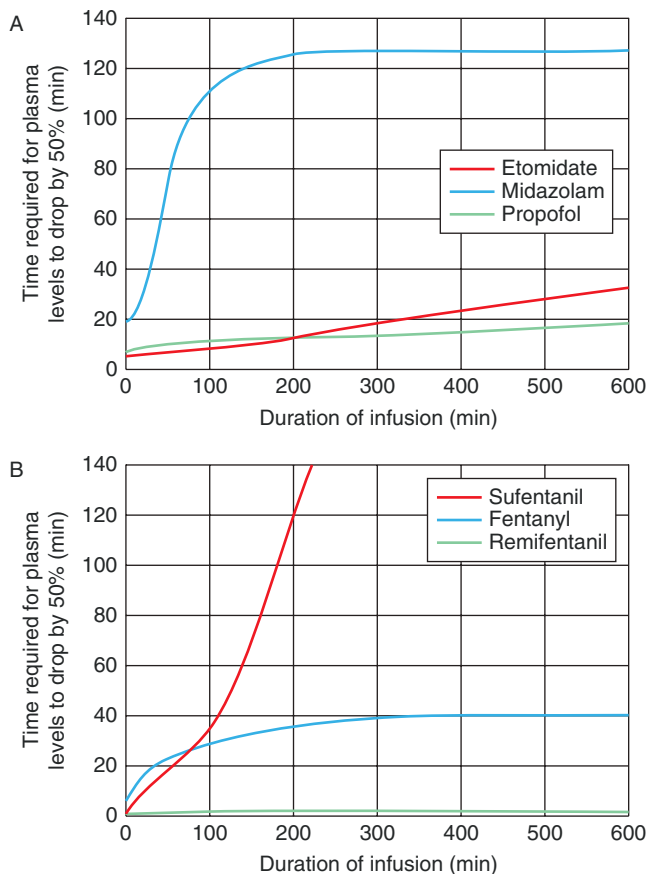 A
Time required for plasma
levels to drop by 50% (min)
140
120
100
80
60
40
20
0
Etomidate
Midazolam
Propofol
0 100 200 300 400 500 600
Duration of infusion (min)
B
Time required for plasma
levels to drop by 50% (min)
140
120
100
80
60
40
20
0
Sufentanil
Fentanyl
Remifentanil
0 100 200 300 400 500 600
Duration of infusion (min)